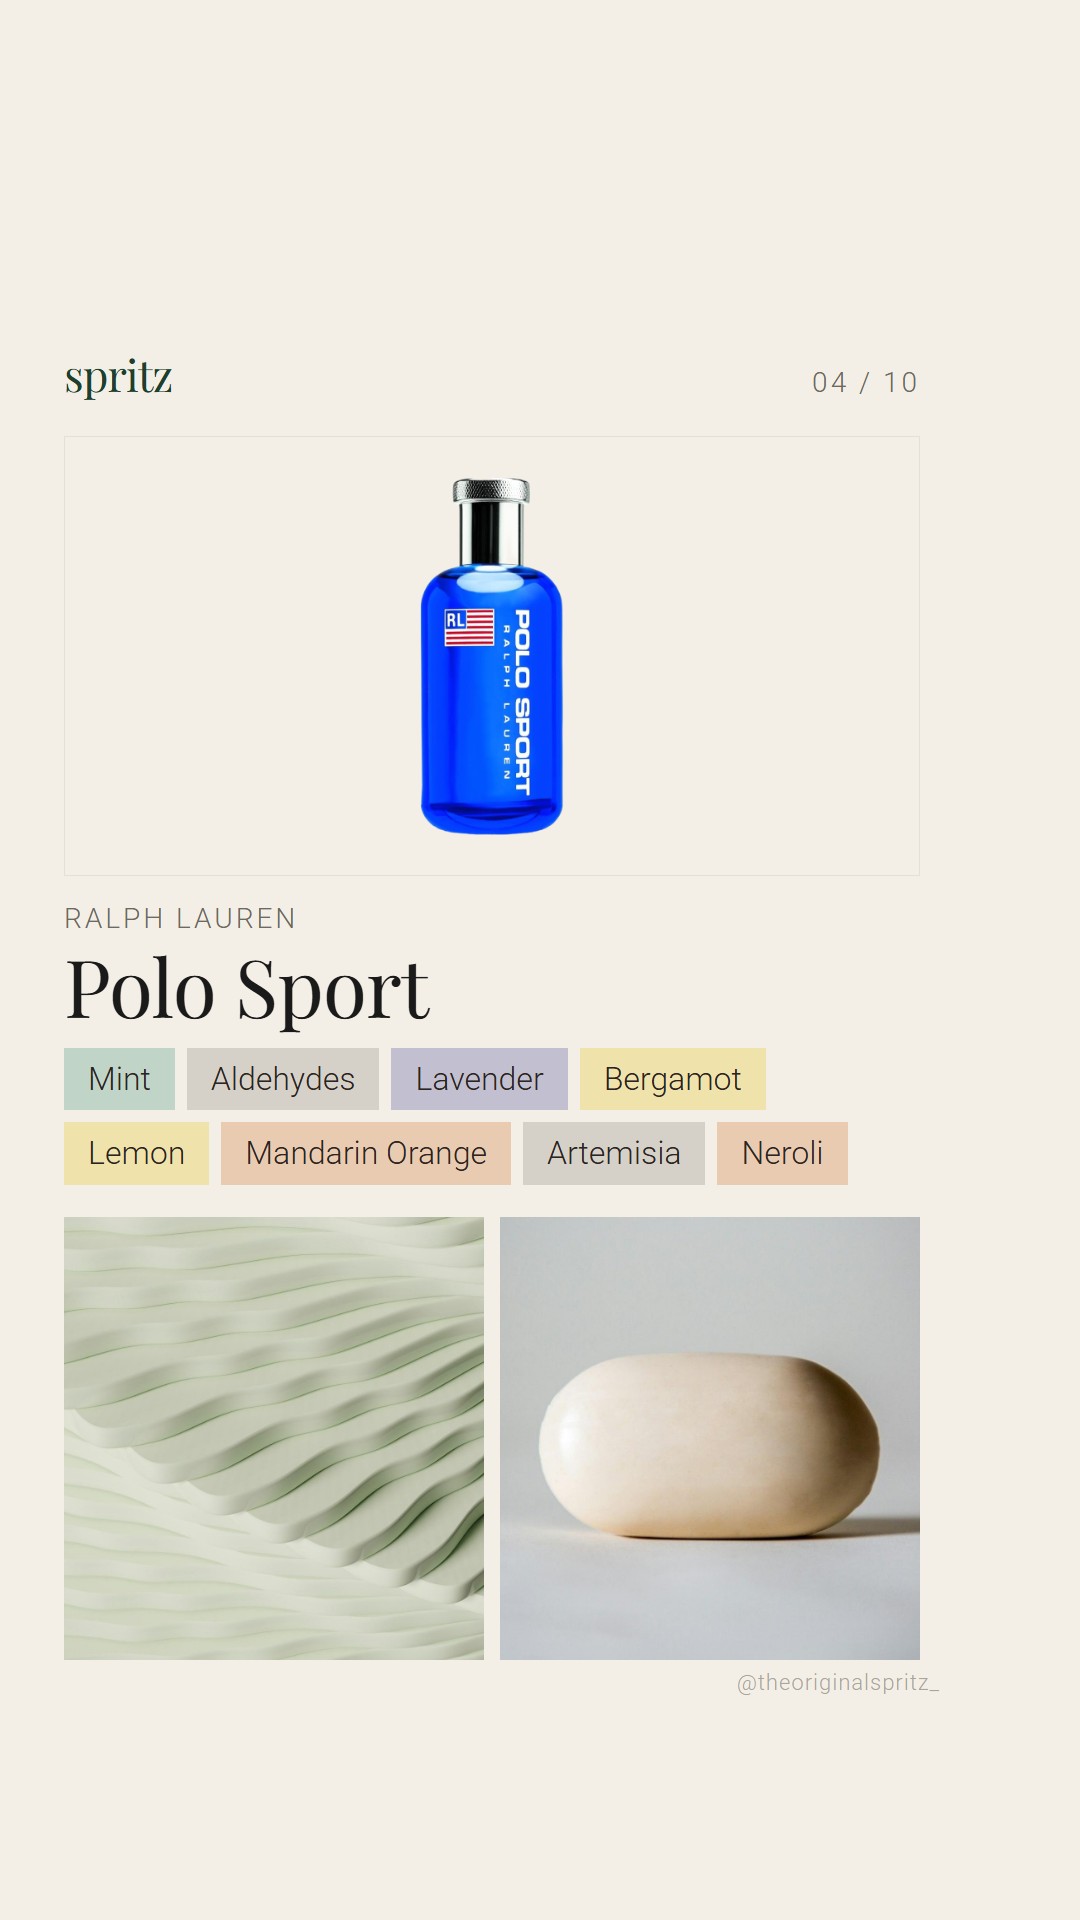 spritz
04 / 10
RL
POLO SPORT
RALPH LAUREN
RALPH LAUREN
Polo Sport
Mint Aldehydes Lavender Bergamot
Lemon Mandarin Orange Artemisia Neroli
@theoriginalspritz_